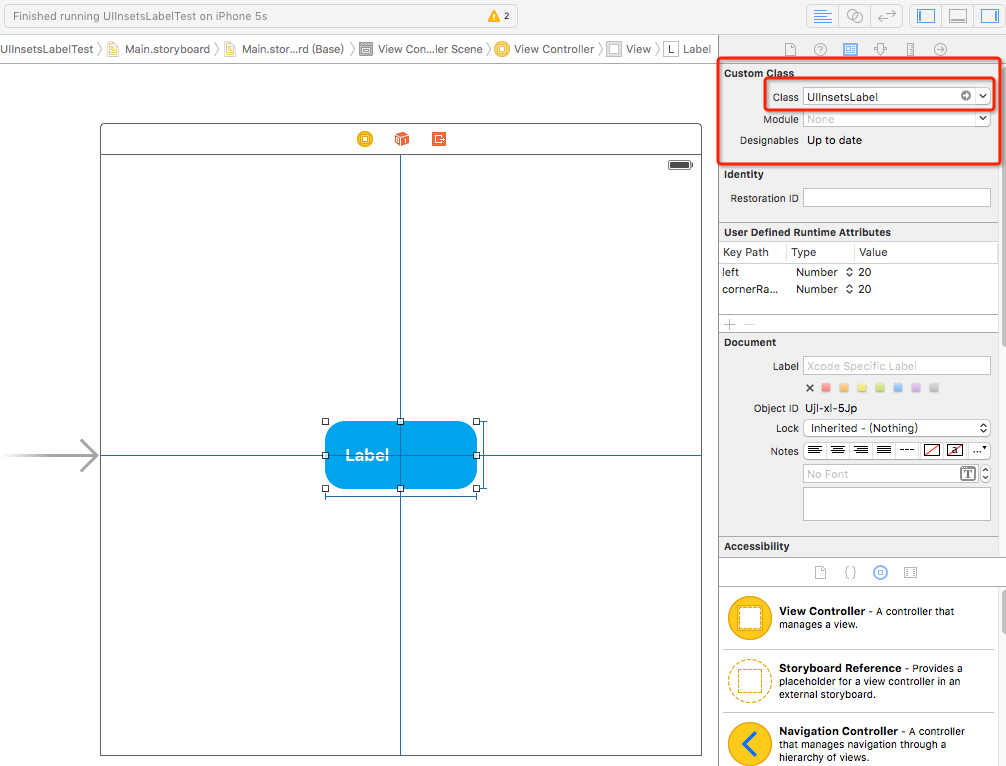 Finished running UIInsetsLabelTest on iPhone 5s
2
UIInsetsLabelTest
Main.storyboard
Main.stor...rd (Base)
View Con...ler Scene
View Controller
View
L Label
Custom Class
Class UIInsetsLabel
Module None
Designables Up to date
Identity
Restoration ID
User Defined Runtime Attributes
Key Path Type Value
left Number 20
cornerRa... Number 20
Document
Label Xcode Specific Label
Object ID Ujl-xl-5Jp
Lock Inherited - (Nothing)
Notes
No Font T
Label
Accessibility
View Controller - A controller that
manages a view.
Storyboard Reference - Provides a
placeholder for a view controller in an
external storyboard.
Navigation Controller - A controller
that manages navigation through a
hierarchy of views.